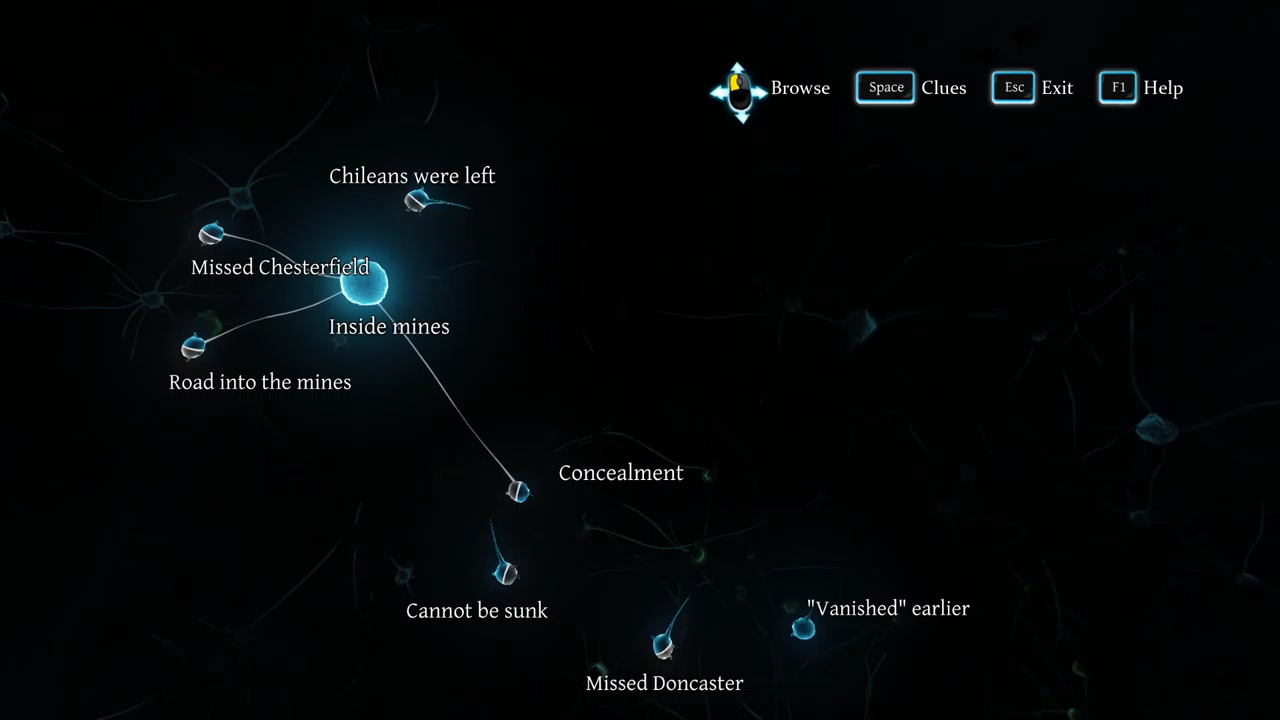 Browse
Space
Clues
Esc
Exit
F1
Help
Chileans were left
Missed Chesterfield
Inside mines
Road into the mines
Concealment
Cannot be sunk
"Vanished" earlier
Missed Doncaster